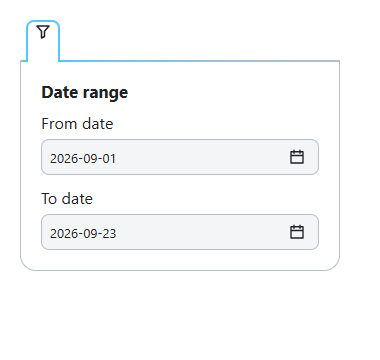 Date range
From date
2026-09-01
To date
2026-09-23